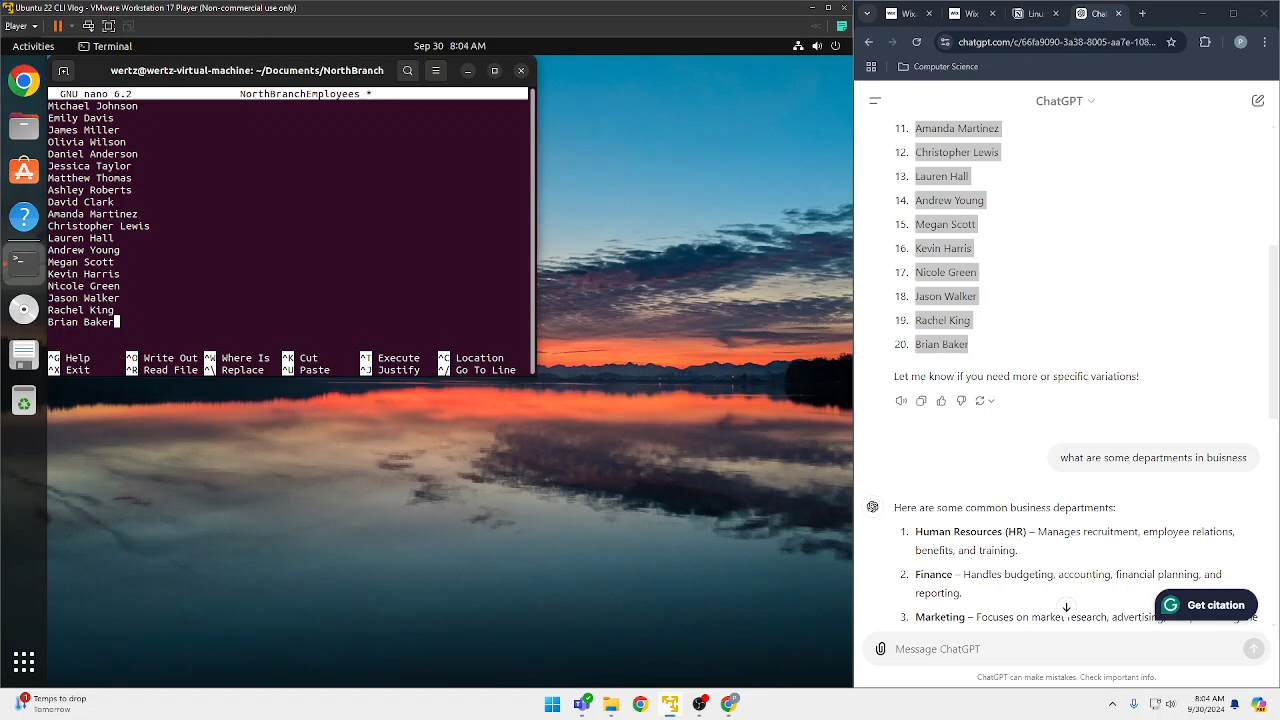 Ubuntu 22 CLI Vlog - VMware Workstation 17 Player (Non-commercial use only)
Player
Activities
Terminal
Sep 30 8:04 AM
wertz@wertz-virtual-machine: ~/Documents/NorthBranch
GNU nano 6.2 NorthBranchEmployees *
Michael Johnson
Emily Davis
James Miller
Olivia Wilson
Daniel Anderson
Jessica Taylor
Matthew Thomas
Ashley Roberts
David Clark
Amanda Martinez
Christopher Lewis
Lauren Hall
Andrew Young
Megan Scott
Kevin Harris
Nicole Green
Jason Walker
Rachel King
Brian Baker
^G Help ^O Write Out ^W Where Is ^K Cut ^T Execute ^C Location
^X Exit ^R Read File ^\ Replace ^U Paste ^J Justify ^/ Go To Line
Wix
Wix
Linu
Chat
chatgpt.com/c/66fa9090-3a38-8005-aa7e-108...
P
Computer Science
ChatGPT
11. Amanda Martinez
12. Christopher Lewis
13. Lauren Hall
14. Andrew Young
15. Megan Scott
16. Kevin Harris
17. Nicole Green
18. Jason Walker
19. Rachel King
20. Brian Baker
Let me know if you need more or specific variations!
what are some departments in buisness
Here are some common business departments:
1. Human Resources (HR) – Manages recruitment, employee relations,
benefits, and training.
2. Finance – Handles budgeting, accounting, financial planning, and
reporting.
3. Marketing – Focuses on market research, advertising,
Get citation
Message ChatGPT
ChatGPT can make mistakes. Check important info.
1
Temps to drop
Tomorrow
8:04 AM
9/30/2024